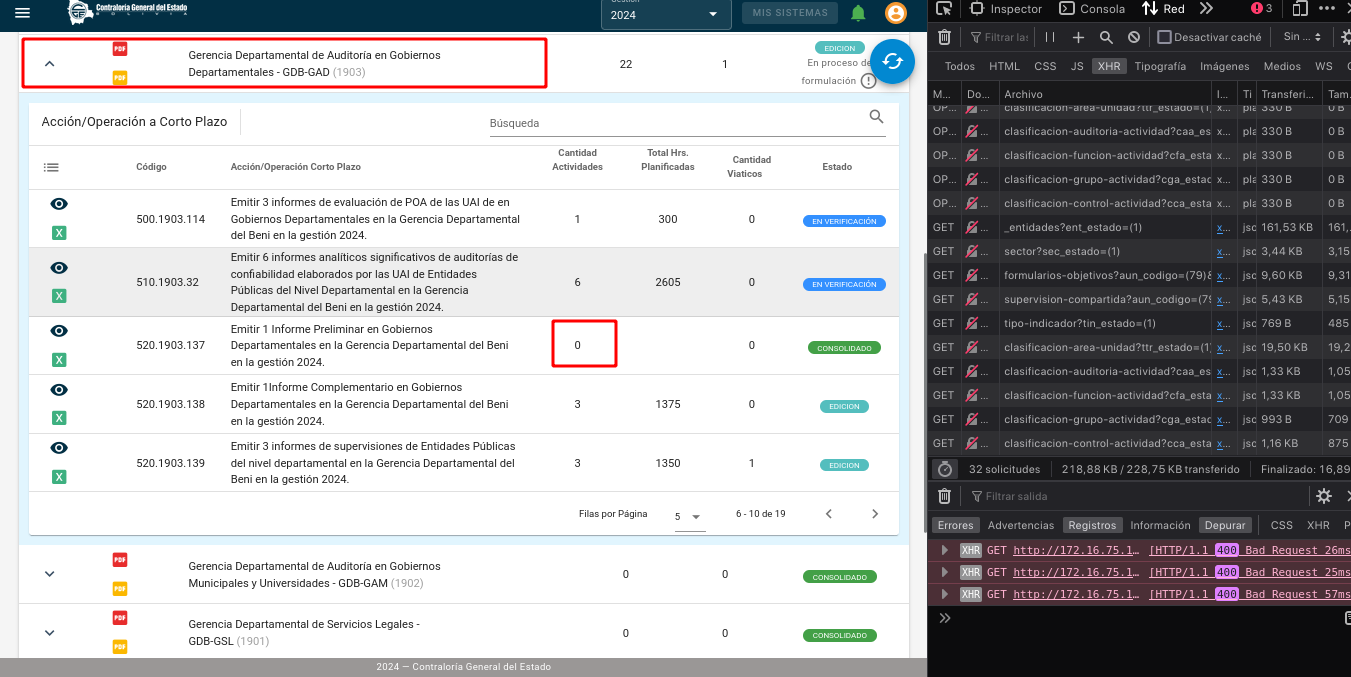 Contraloría General del Estado
BOLIVIA
Gestión
2024
MIS SISTEMAS
PDF
Gerencia Departamental de Auditoría en Gobiernos
Departamentales - GDB-GAD (1903)
PDF
22
1
EDICION
En proceso de
formulación
Acción/Operación a Corto Plazo
Búsqueda
Código
Acción/Operación Corto Plazo
Cantidad
Actividades
Total Hrs.
Planificadas
Cantidad
Viaticos
Estado
500.1903.114
Emitir 3 informes de evaluación de POA de las UAI de en
Gobiernos Departamentales en la Gerencia Departamental
del Beni en la gestión 2024.
1
300
0
EN VERIFICACIÓN
X
510.1903.32
Emitir 6 informes analíticos significativos de auditorías de
confiabilidad elaborados por las UAI de Entidades
Públicas del Nivel Departamental en la Gerencia
Departamental del Beni en la gestión 2024.
6
2605
0
EN VERIFICACIÓN
X
520.1903.137
Emitir 1 Informe Preliminar en Gobiernos
Departamentales en la Gerencia Departamental del Beni
en la gestión 2024.
0
0
CONSOLIDADO
X
520.1903.138
Emitir 1Informe Complementario en Gobiernos
Departamentales en la Gerencia Departamental del Beni
en la gestión 2024.
3
1375
0
EDICION
X
520.1903.139
Emitir 3 informes de supervisiones de Entidades Públicas
del nivel departamental en la Gerencia Departamental del
Beni en la gestión 2024.
3
1350
1
EDICION
X
Filas por Página
5
6 - 10 de 19
PDF
Gerencia Departamental de Auditoría en Gobiernos
Municipales y Universidades - GDB-GAM (1902)
PDF
0
0
CONSOLIDADO
PDF
Gerencia Departamental de Servicios Legales -
GDB-GSL (1901)
PDF
0
0
CONSOLIDADO
2024 — Contraloría General del Estado
Inspector
Consola
Red
3
Filtrar las
Desactivar caché
Sin ...
Todos HTML CSS JS XHR Tipografía Imágenes Medios WS
M... Do... Archivo I... Ti Transferi... Tam.
OP... clasificacion-area-unidad?ttr_estado=(1) x... pla 330 B 0 B
OP... clasificacion-auditoria-actividad?caa_es x... pla 330 B 0 B
OP... clasificacion-funcion-actividad?cfa_esta x... pla 330 B 0 B
OP... clasificacion-grupo-actividad?cga_estad x... pla 330 B 0 B
OP... clasificacion-control-actividad?cca_esta x... pla 330 B 0 B
GET _entidades?ent_estado=(1) x... jsc 161,53 KB 161,
GET sector?sec_estado=(1) x... jsc 3,44 KB 3,15
GET formularios-objetivos?aun_codigo=(79)& x... jsc 9,60 KB 9,31
GET supervision-compartida?aun_codigo=(79 x... jsc 5,43 KB 5,15
GET tipo-indicador?tin_estado=(1) x... jsc 769 B 485
GET clasificacion-area-unidad?ttr_estado=(1) x... jsc 19,50 KB 19,2
GET clasificacion-auditoria-actividad?caa_es x... jsc 1,33 KB 1,05
GET clasificacion-funcion-actividad?cfa_esta x... jsc 1,33 KB 1,05
GET clasificacion-grupo-actividad?cga_estad x... jsc 993 B 709
GET clasificacion-control-actividad?cca_esta x... jsc 1,16 KB 875
32 solicitudes
218,88 KB / 228,75 KB transferido
Finalizado: 16,89
Filtrar salida
Errores Advertencias Registros Información Depurar CSS XHR P
XHR GET http://172.16.75.1… [HTTP/1.1 400 Bad Request 26ms
XHR GET http://172.16.75.1… [HTTP/1.1 400 Bad Request 25ms
XHR GET http://172.16.75.1… [HTTP/1.1 400 Bad Request 57ms